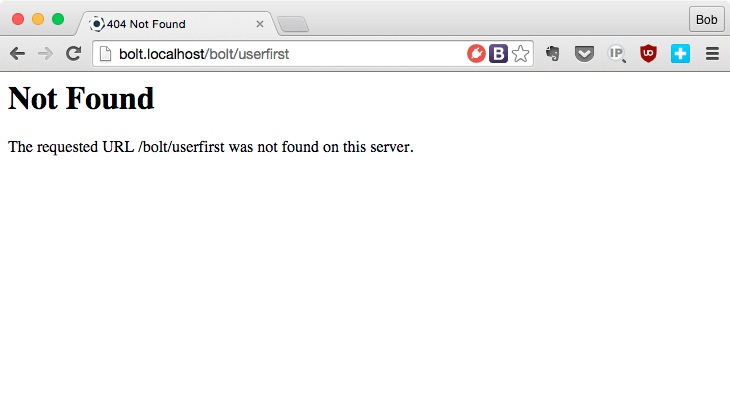 404 Not Found
Bob
bolt.localhost/bolt/userfirst
B
IP
Not Found
The requested URL /bolt/userfirst was not found on this server.